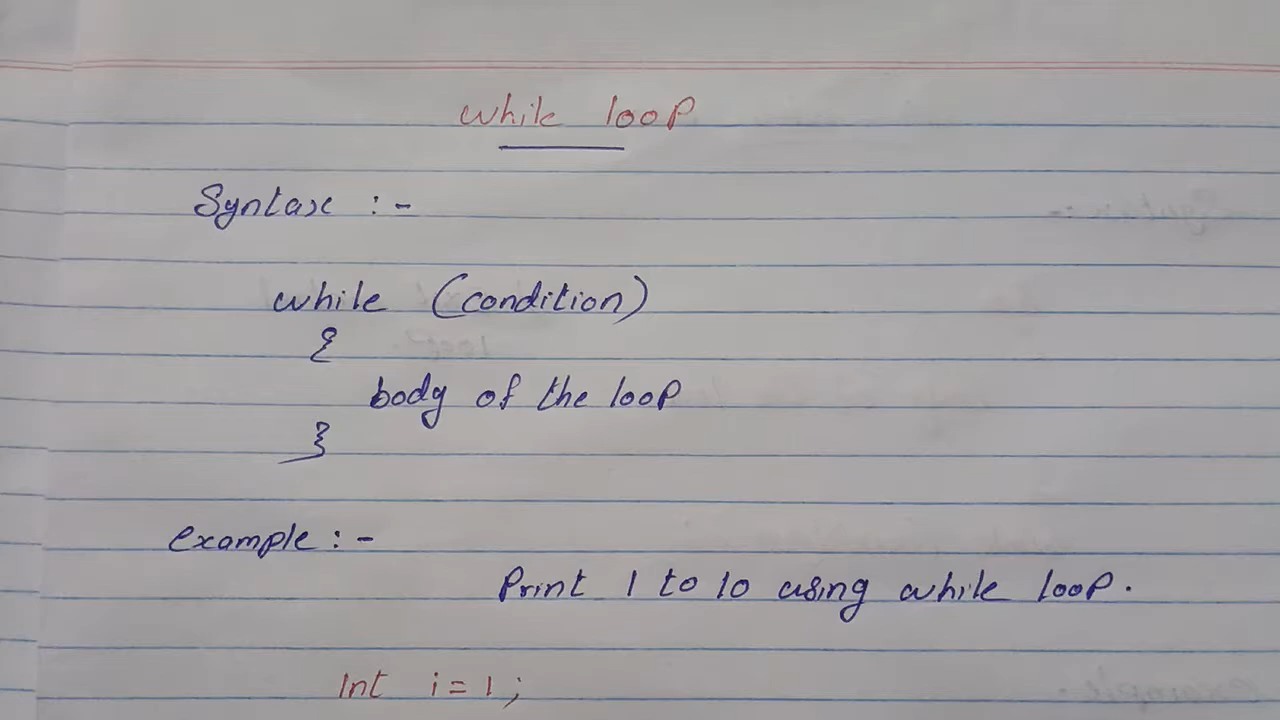 while loop
Syntax :-
while (condition)
{
body of the loop
}
example :-
Print 1 to 10 using while loop.
Int i = 1 ;